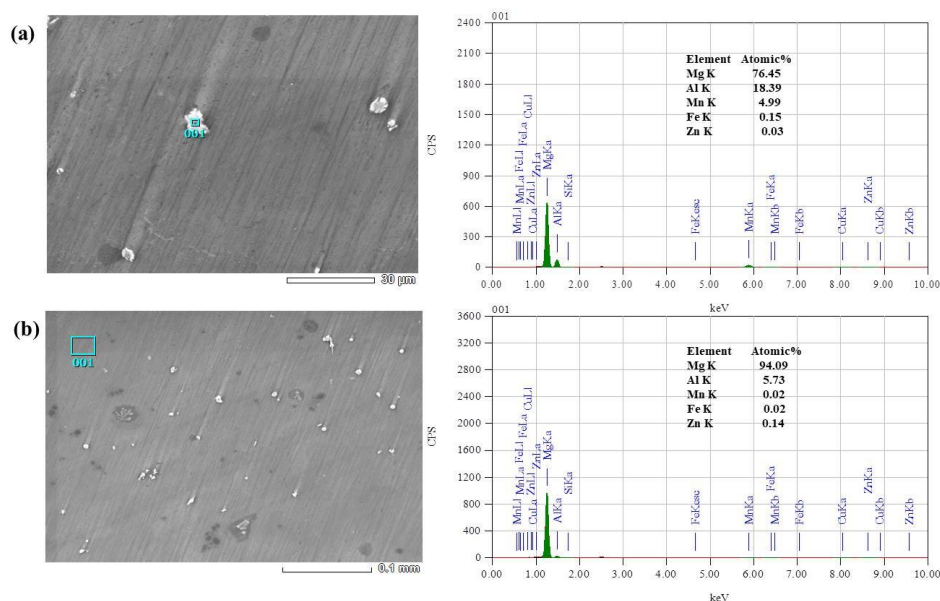 (a)
001
30 μm
001
CPS
2400
2100
1800
1500
1200
900
600
300
0
Element Atomic%
Mg K 76.45
Al K 18.39
Mn K 4.99
Fe K 0.15
Zn K 0.03
MnLl
MnLa
FeLl
FeLa
CuLl
ZnLl
CuLa
ZnLa
MgKa
AlKa
SiKa
FeKesc
MnKa
FeKa
MnKb
FeKb
CuKa
ZnKa
CuKb
ZnKb
0.00 1.00 2.00 3.00 4.00 5.00 6.00 7.00 8.00 9.00 10.00
keV
(b)
001
0.1 mm
001
CPS
3600
3200
2800
2400
2000
1600
1200
800
400
0
Element Atomic%
Mg K 94.09
Al K 5.73
Mn K 0.02
Fe K 0.02
Zn K 0.14
MnLl
MnLa
FeLl
FeLa
CuLl
ZnLl
CuLa
ZnLa
MgKa
AlKa
SiKa
FeKesc
MnKa
FeKa
MnKb
FeKb
CuKa
ZnKa
CuKb
ZnKb
0.00 1.00 2.00 3.00 4.00 5.00 6.00 7.00 8.00 9.00 10.00
keV